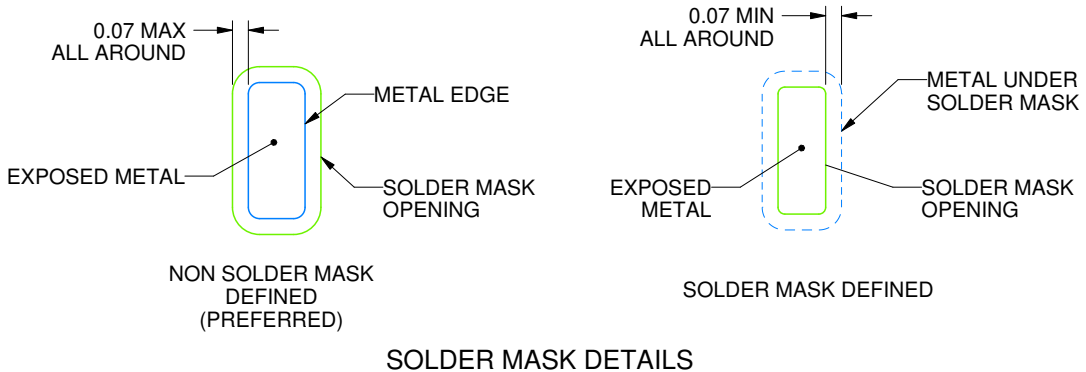 0.07 MAX
ALL AROUND
METAL EDGE
EXPOSED METAL
SOLDER MASK
OPENING
NON SOLDER MASK
DEFINED
(PREFERRED)
0.07 MIN
ALL AROUND
METAL UNDER
SOLDER MASK
EXPOSED
METAL
SOLDER MASK
OPENING
SOLDER MASK DEFINED
SOLDER MASK DETAILS